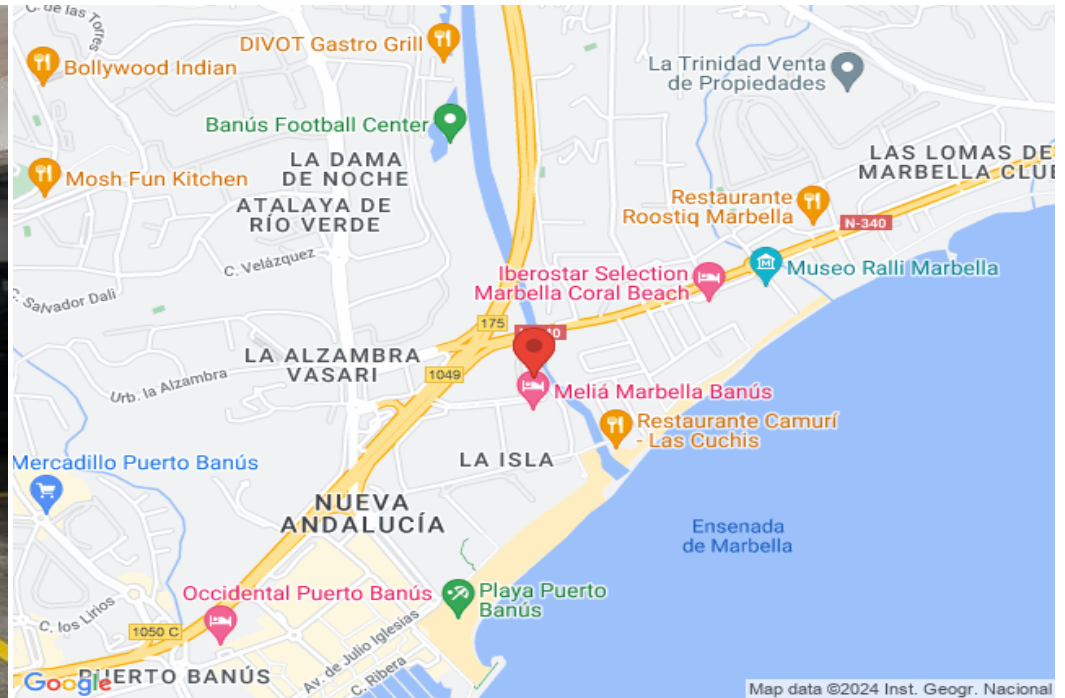 C. de las Torres
DIVOT Gastro Grill
Bollywood Indian
La Trinidad Venta
de Propiedades
Banús Football Center
LA DAMA
DE NOCHE
LAS LOMAS DE
MARBELLA CLUB
Mosh Fun Kitchen
ATALAYA DE
RÍO VERDE
Restaurante
Roostiq Marbella
N-340
C. Velázquez
Iberostar Selection
Marbella Coral Beach
Museo Ralli Marbella
C. Salvador Dalí
175
LA ALZAMBRA
VASARI
1049
Urb. la Alzambra
Meliá Marbella Banús
Restaurante Camurí
- Las Cuchis
Mercadillo Puerto Banús
LA ISLA
NUEVA
ANDALUCÍA
Ensenada
de Marbella
Occidental Puerto Banús
Playa Puerto
Banús
C. los Lirios
1050 C
Av. de Julio Iglesias
C. Ribera
PUERTO BANÚS
Google
Map data ©2024 Inst. Geogr. Nacional